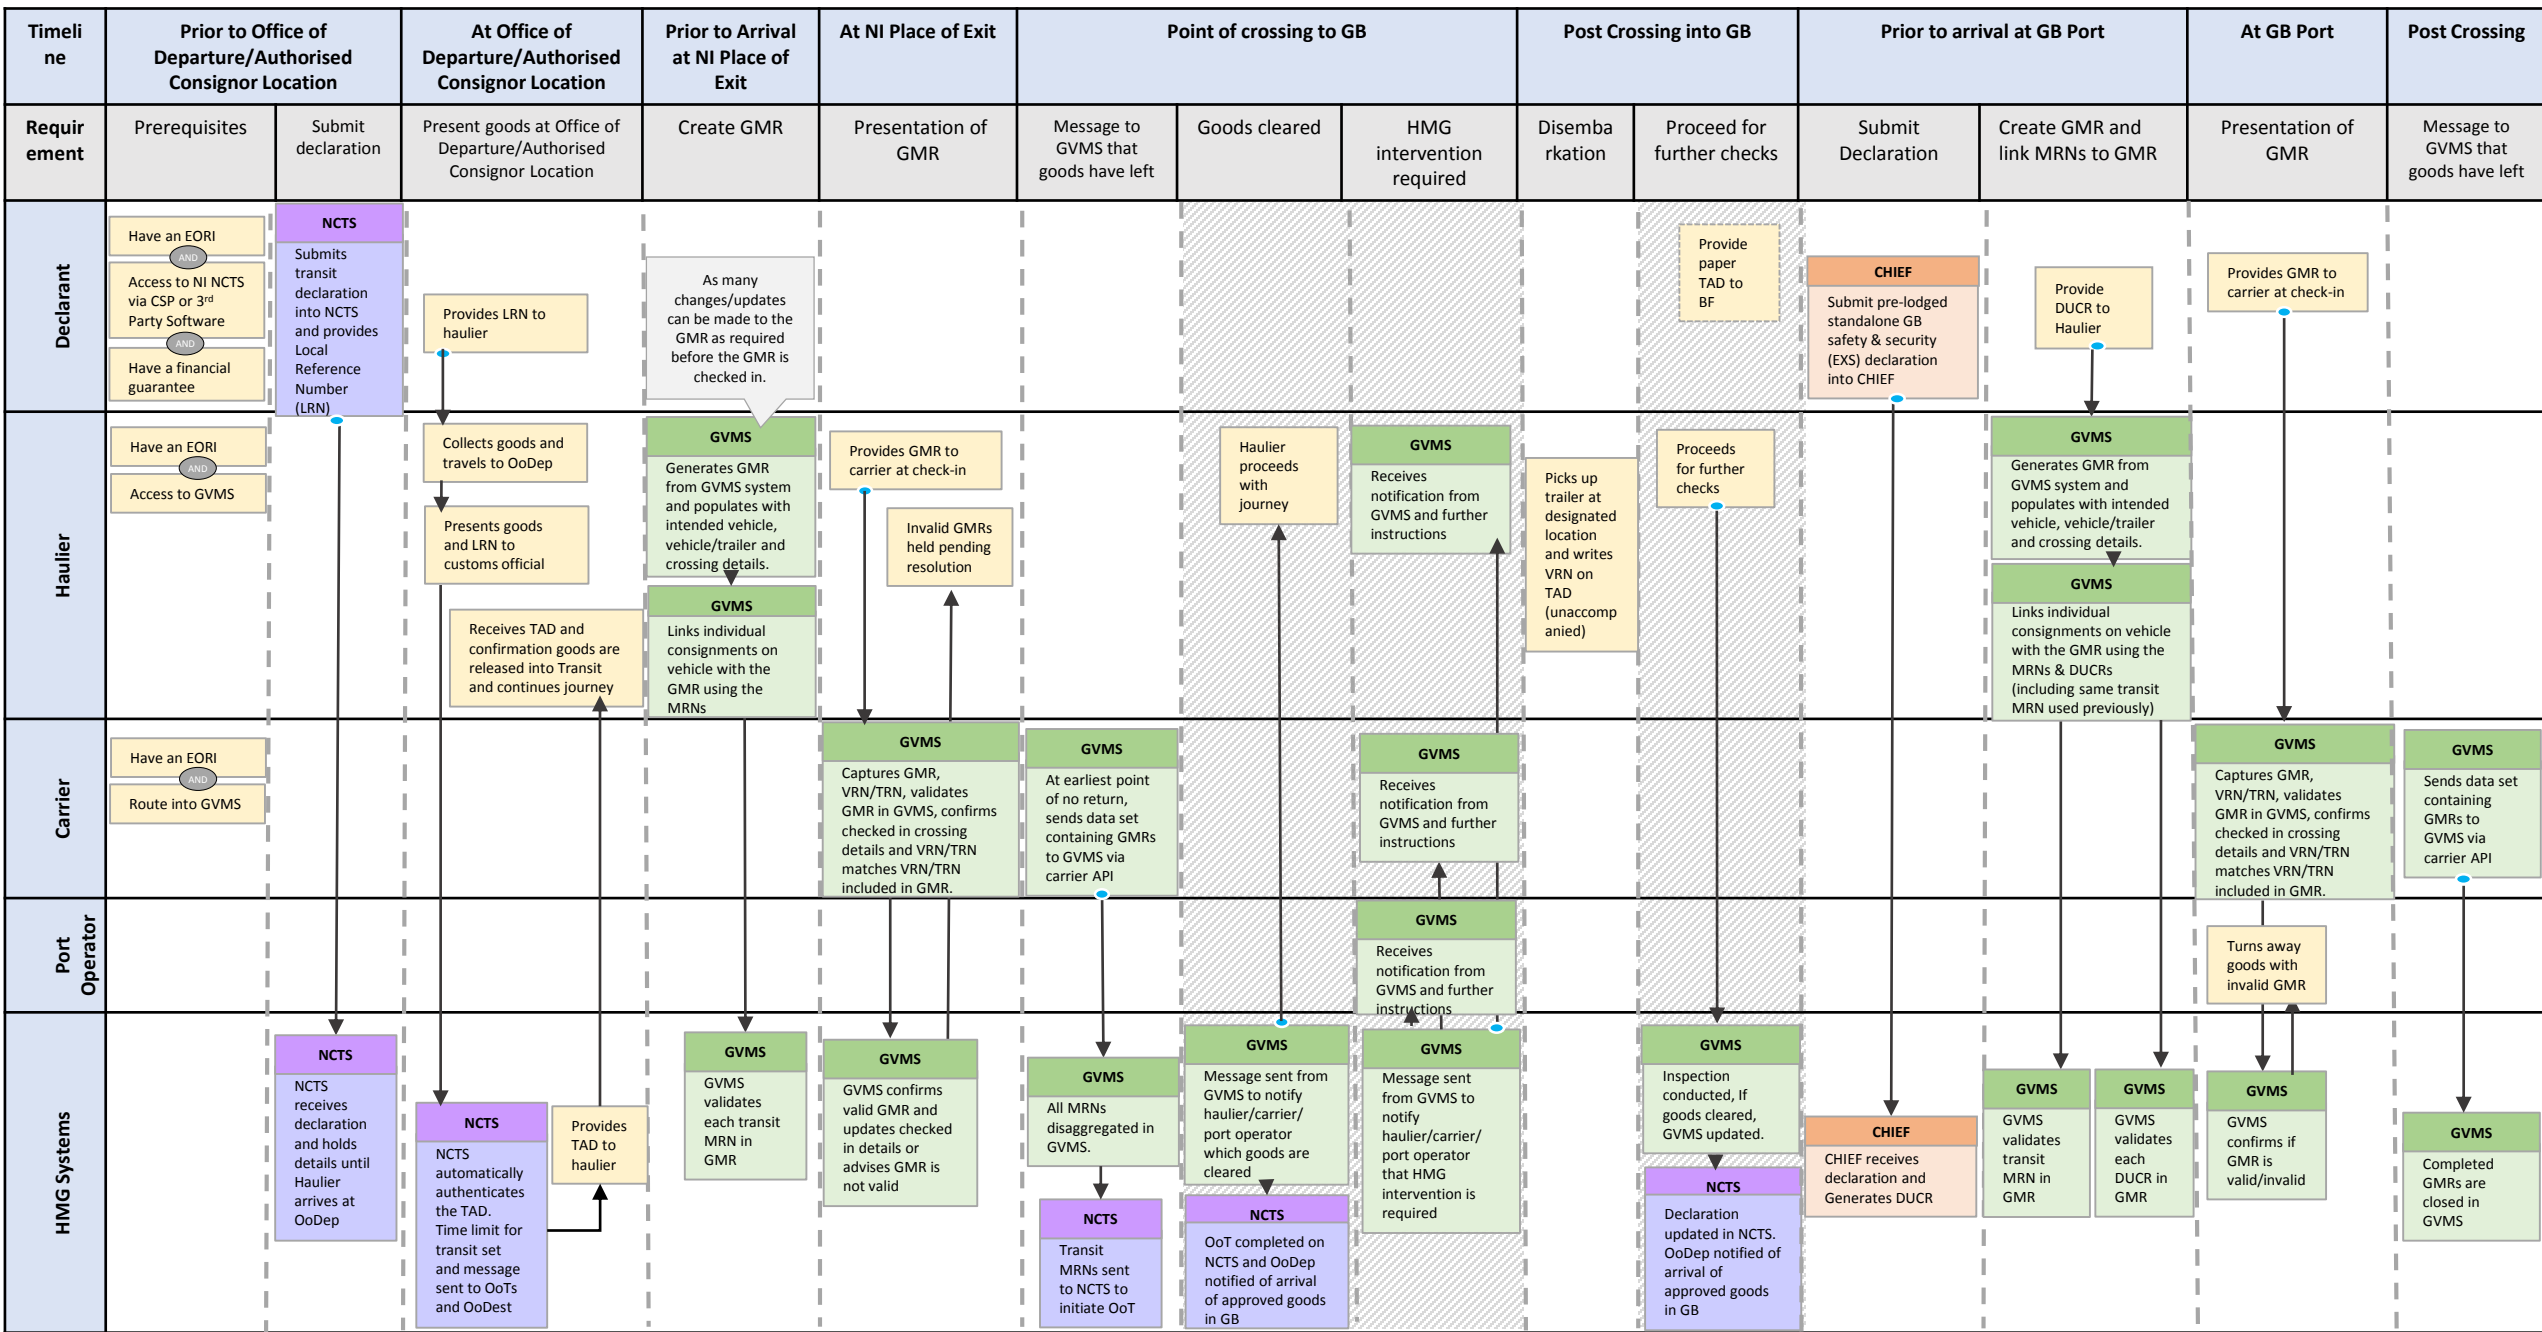 Timeli
ne
Prior to Office of
Departure/Authorised
Consignor Location
At Office of
Departure/Authorised
Consignor Location
Prior to Arrival
at NI Place of
Exit
At NI Place of Exit
Point of crossing to GB
Post Crossing into GB
Prior to arrival at GB Port
At GB Port
Post Crossing
Requir
ement
Prerequisites
Submit
declaration
Present goods at Office of
Departure/Authorised
Consignor Location
Create GMR
Presentation of
GMR
Message to
GVMS that
goods have left
Goods cleared
HMG
intervention
required
Disemba
rkation
Proceed for
further checks
Submit
Declaration
Create GMR and
link MRNs to GMR
Presentation of
GMR
Message to
GVMS that
goods have left
Declarant
Have an EORI
AND
Access to NI NCTS
via CSP or 3rd
Party Software
AND
Have a financial
guarantee
NCTS
Submits
transit
declaration
into NCTS
and provides
Local
Reference
Number
(LRN)
Provides LRN to
haulier
As many
changes/updates
can be made to the
GMR as required
before the GMR is
checked in.
Provide
paper
TAD to
BF
CHIEF
Submit pre-lodged
standalone GB
safety & security
(EXS) declaration
into CHIEF
Provide
DUCR to
Haulier
Provides GMR to
carrier at check-in
Haulier
Have an EORI
AND
Access to GVMS
Collects goods and
travels to OoDep
Presents goods
and LRN to
customs official
Receives TAD and
confirmation goods are
released into Transit
and continues journey
GVMS
Generates GMR
from GVMS system
and populates with
intended vehicle,
vehicle/trailer and
crossing details.
GVMS
Links individual
consignments on
vehicle with the
GMR using the
MRNs
Provides GMR to
carrier at check-in
Invalid GMRs
held pending
resolution
Haulier
proceeds
with
journey
GVMS
Receives
notification from
GVMS and further
instructions
Picks up
trailer at
designated
location
and writes
VRN on
TAD
(unaccomp
anied)
Proceeds
for further
checks
GVMS
Generates GMR from
GVMS system and
populates with intended
vehicle, vehicle/trailer
and crossing details.
GVMS
Links individual
consignments on vehicle
with the GMR using the
MRNs & DUCRs
(including same transit
MRN used previously)
Carrier
Have an EORI
AND
Route into GVMS
GVMS
Captures GMR,
VRN/TRN, validates
GMR in GVMS, confirms
checked in crossing
details and VRN/TRN
matches VRN/TRN
included in GMR.
GVMS
At earliest point
of no return,
sends data set
containing GMRs
to GVMS via
carrier API
GVMS
Receives
notification from
GVMS and further
instructions
GVMS
Captures GMR,
VRN/TRN, validates
GMR in GVMS, confirms
checked in crossing
details and VRN/TRN
matches VRN/TRN
included in GMR.
GVMS
Sends data set
containing
GMRs to
GVMS via
carrier API
Port
Operator
GVMS
Receives
notification from
GVMS and further
instructions
Turns away
goods with
invalid GMR
HMG Systems
NCTS
NCTS
receives
declaration
and holds
details until
Haulier
arrives at
OoDep
NCTS
NCTS
automatically
authenticates
the TAD.
Time limit for
transit set
and message
sent to OoTs
and OoDest
Provides
TAD to
haulier
GVMS
GVMS
validates
each transit
MRN in
GMR
GVMS
GVMS confirms
valid GMR and
updates checked
in details or
advises GMR is
not valid
GVMS
All MRNs
disaggregated in
GVMS.
NCTS
Transit
MRNs sent
to NCTS to
initiate OoT
GVMS
Message sent from
GVMS to notify
haulier/carrier/
port operator
which goods are
cleared
NCTS
OoT completed on
NCTS and OoDep
notified of arrival
of approved goods
in GB
GVMS
Message sent
from GVMS to
notify
haulier/carrier/
port operator
that HMG
intervention is
required
GVMS
Inspection
conducted, If
goods cleared,
GVMS updated.
NCTS
Declaration
updated in NCTS.
OoDep notified of
arrival of
approved goods
in GB
CHIEF
CHIEF receives
declaration and
Generates DUCR
GVMS
GVMS
validates
transit
MRN in
GMR
GVMS
GVMS
validates
each
DUCR in
GMR
GVMS
GVMS
confirms if
GMR is
valid/invalid
GVMS
Completed
GMRs are
closed in
GVMS